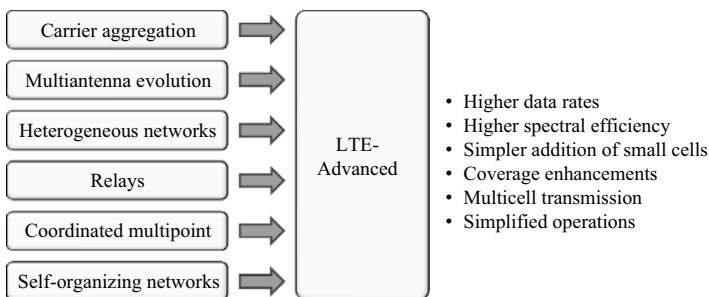 Carrier aggregation
Multiantenna evolution
Heterogeneous networks
Relays
Coordinated multipoint
Self-organizing networks
LTE-
Advanced
• Higher data rates
• Higher spectral efficiency
• Simpler addition of small cells
• Coverage enhancements
• Multicell transmission
• Simplified operations